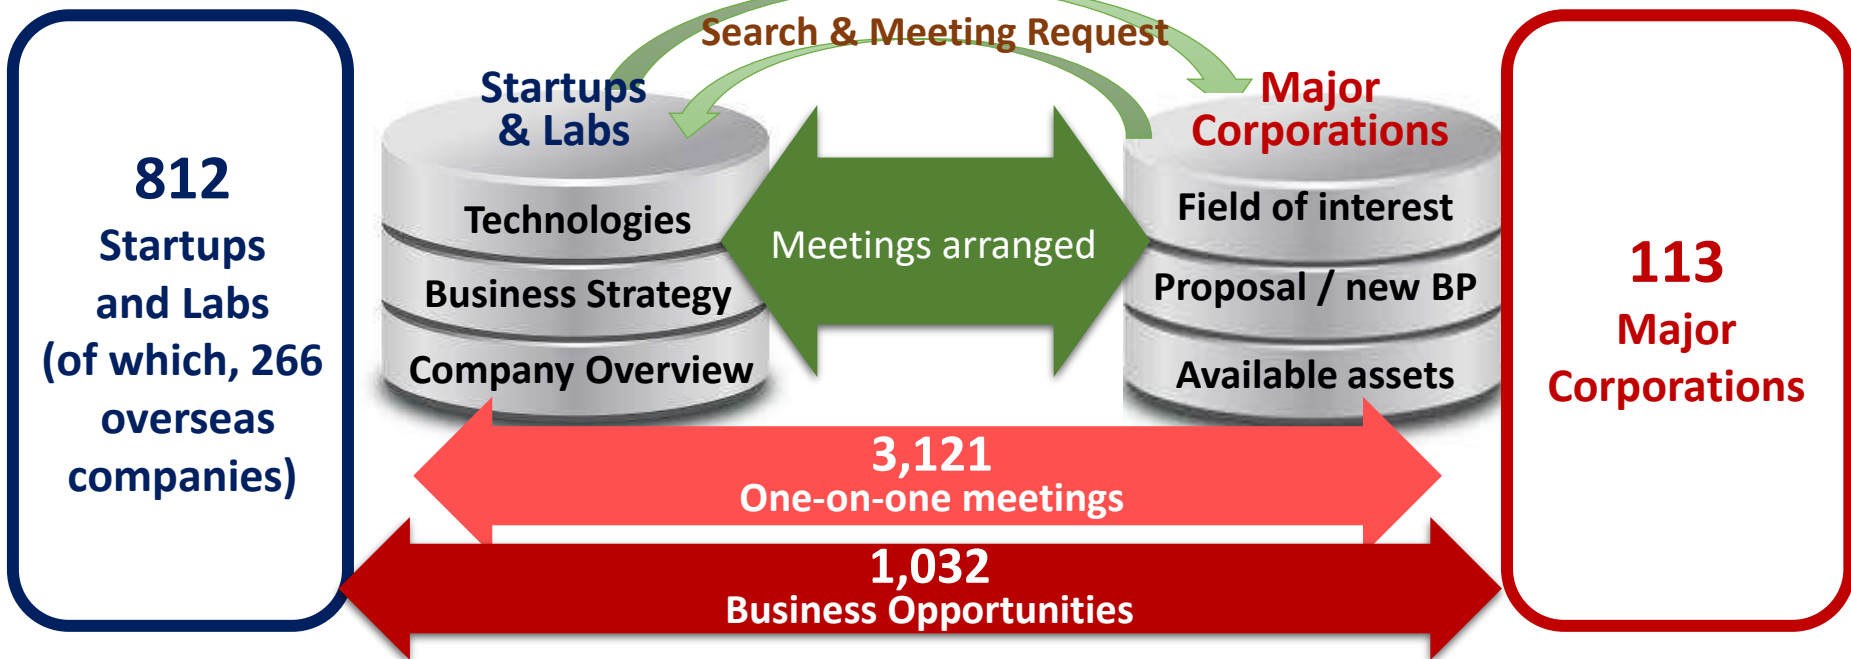 Search & Meeting Request
812
Startups
and Labs
(of which, 266
overseas
companies)
Startups
& Labs
Technologies
Business Strategy
Company Overview
Meetings arranged
Major
Corporations
Field of interest
Proposal / new BP
Available assets
113
Major
Corporations
3,121
One-on-one meetings
1,032
Business Opportunities